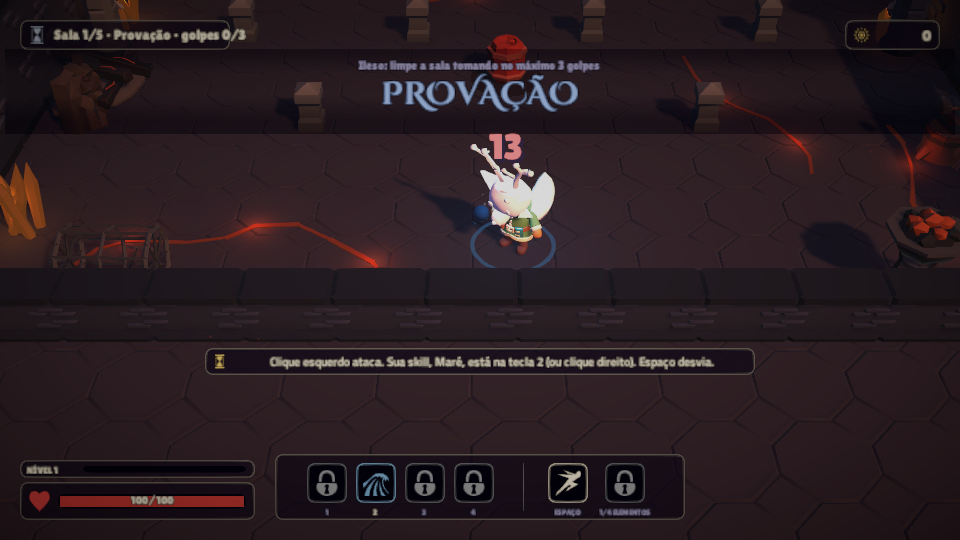 Sala 1/5 · Provação · golpes 0/3
0
Ileso: limpe a sala tomando no máximo 3 golpes
PROVAÇÃO
13
Clique esquerdo ataca. Sua skill, Maré, está na tecla 2 (ou clique direito). Espaço desvia.
NÍVEL 1
100/100
1
2
3
4
ESPAÇO
1/4 ELEMENTOS